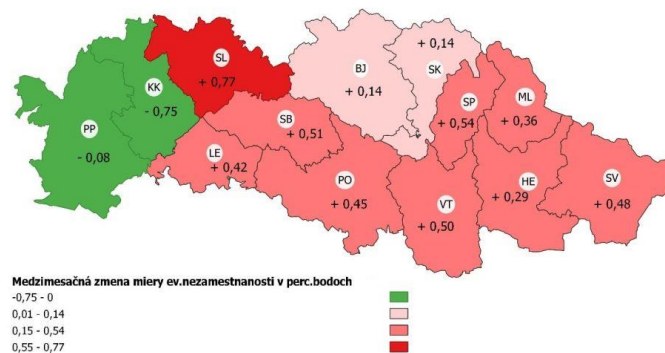 SL
+ 0,77
BJ
+ 0,14
+ 0,14
SK
KK
- 0,75
SP
+ 0,54
ML
+ 0,36
PP
- 0,08
SB
+ 0,51
LE
+ 0,42
PO
+ 0,45
VT
+ 0,50
HE
+ 0,29
SV
+ 0,48
Medzimesačná zmena miery ev.nezamestnanosti v perc.bodoch
-0,75 - 0
0,01 - 0,14
0,15 - 0,54
0,55 - 0,77